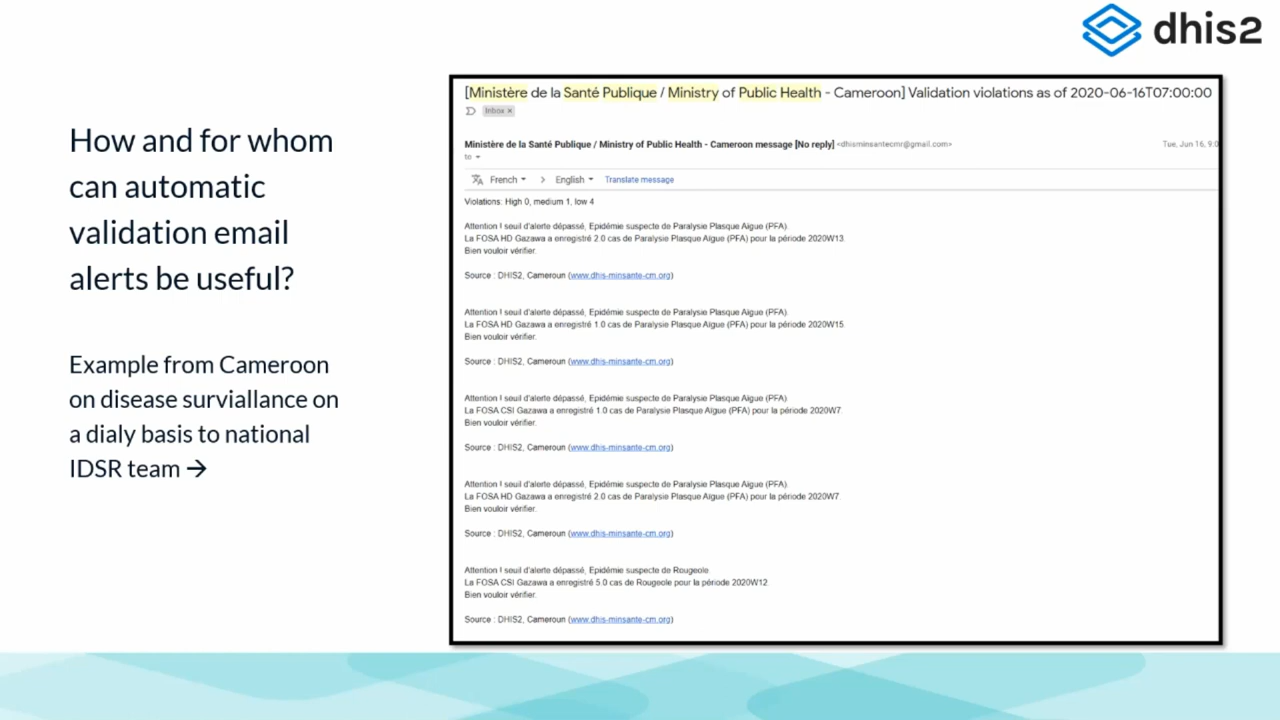 dhis2
How and for whom
can automatic
validation email
alerts be useful?
Example from Cameroon
on disease surviallance on
a dialy basis to national
IDSR team →
[Ministère de la Santé Publique / Ministry of Public Health - Cameroon] Validation violations as of 2020-06-16T07:00:00
Inbox ×
Ministère de la Santé Publique / Ministry of Public Health - Cameroon message [No reply] <dhisminsantecmr@gmail.com> Tue, Jun 16, 9:0
to
French > English Translate message
Violations: High 0, medium 1, low 4
Attention ! seuil d'alerte dépassé, Epidémie suspecte de Paralysie Plasque Aigue (PFA).
La FOSA HD Gazawa a enregistré 2.0 cas de Paralysie Plasque Aigue (PFA) pour la période 2020W13.
Bien vouloir vérifier.
Source : DHIS2, Cameroun (www.dhis-minsante-cm.org)
Attention ! seuil d'alerte dépassé, Epidémie suspecte de Paralysie Plasque Aigue (PFA).
La FOSA HD Gazawa a enregistré 1.0 cas de Paralysie Plasque Aigue (PFA) pour la période 2020W15.
Bien vouloir vérifier.
Source : DHIS2, Cameroun (www.dhis-minsante-cm.org)
Attention ! seuil d'alerte dépassé, Epidémie suspecte de Paralysie Plasque Aigue (PFA).
La FOSA CSI Gazawa a enregistré 1.0 cas de Paralysie Plasque Aigue (PFA) pour la période 2020W7.
Bien vouloir vérifier.
Source : DHIS2, Cameroun (www.dhis-minsante-cm.org)
Attention ! seuil d'alerte dépassé, Epidémie suspecte de Paralysie Plasque Aigue (PFA).
La FOSA HD Gazawa a enregistré 2.0 cas de Paralysie Plasque Aigue (PFA) pour la période 2020W7.
Bien vouloir vérifier.
Source : DHIS2, Cameroun (www.dhis-minsante-cm.org)
Attention ! seuil d'alerte dépassé, Epidémie suspecte de Rougeole.
La FOSA CSI Gazawa a enregistré 5.0 cas de Rougeole pour la période 2020W12.
Bien vouloir vérifier.
Source : DHIS2, Cameroun (www.dhis-minsante-cm.org)